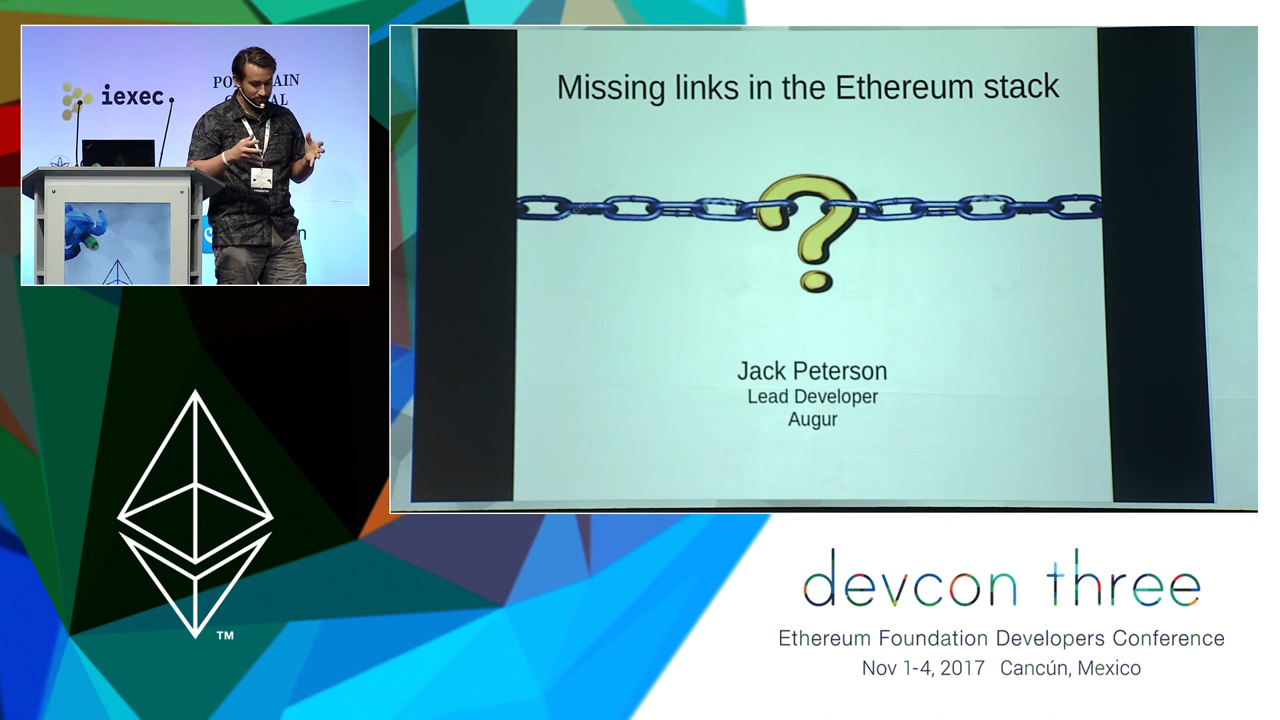 iexec
Missing links in the Ethereum stack
Jack Peterson
Lead Developer
Augur
TM
devcon three
Ethereum Foundation Developers Conference
Nov 1-4, 2017 Cancún, Mexico